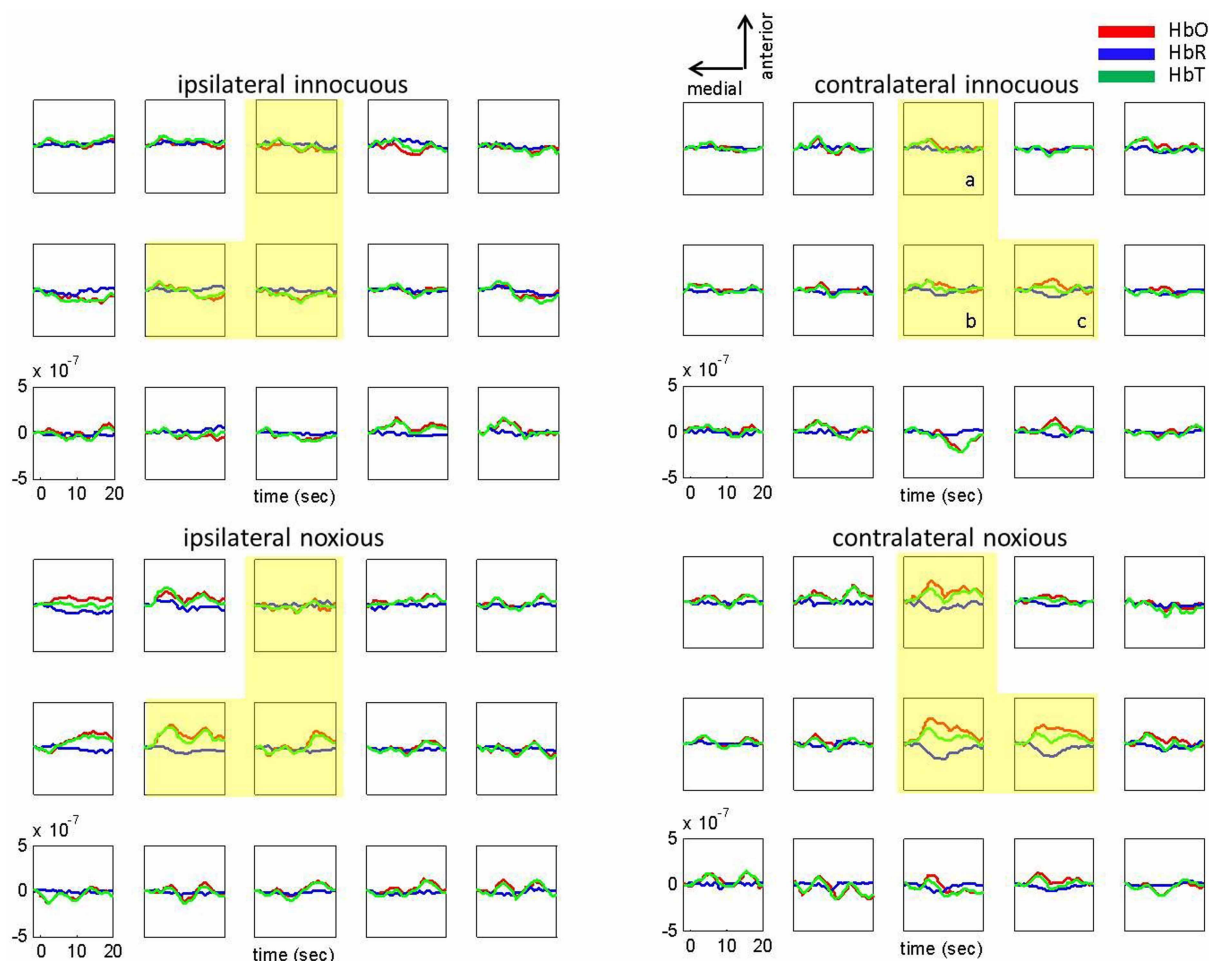 HbO
HbR
HbT
anterior
medial
ipsilateral innocuous
contralateral innocuous
a
b
c
x 10-7
5
0
-5
0 10 20
time (sec)
x 10-7
5
0
-5
0 10 20
time (sec)
ipsilateral noxious
contralateral noxious
x 10-7
5
0
-5
0 10 20
time (sec)
x 10-7
5
0
-5
0 10 20
time (sec)